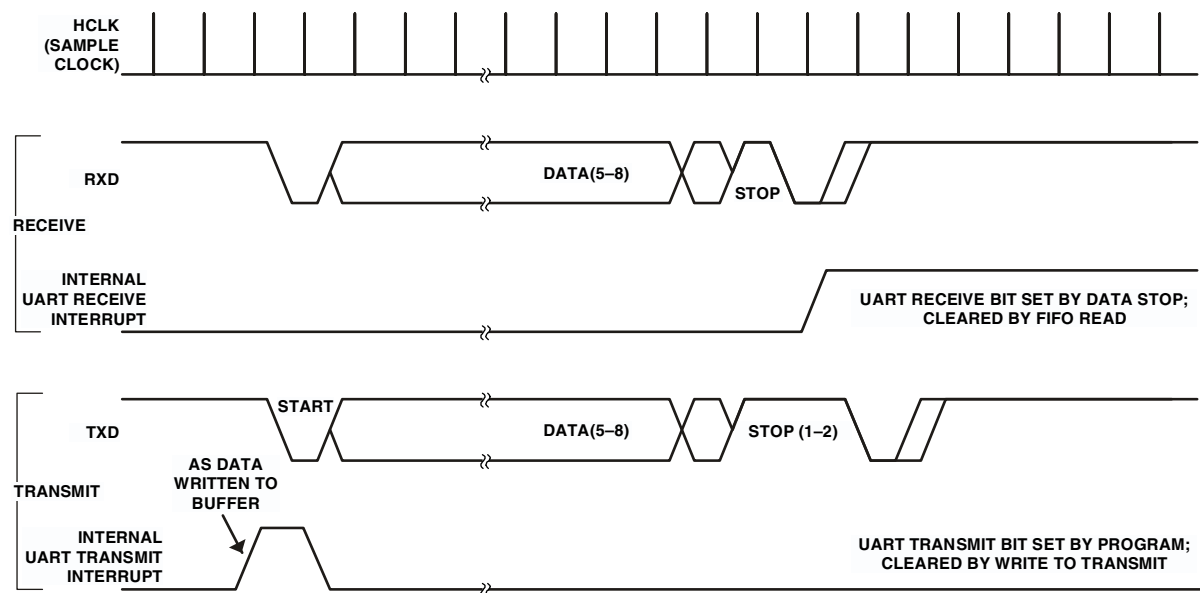 HCLK
(SAMPLE
CLOCK)
RXD
DATA(5–8)
STOP
RECEIVE
INTERNAL
UART RECEIVE
INTERRUPT
UART RECEIVE BIT SET BY DATA STOP;
CLEARED BY FIFO READ
START
TXD
DATA(5–8)
STOP (1–2)
AS DATA
WRITTEN TO
BUFFER
TRANSMIT
INTERNAL
UART TRANSMIT
INTERRUPT
UART TRANSMIT BIT SET BY PROGRAM;
CLEARED BY WRITE TO TRANSMIT